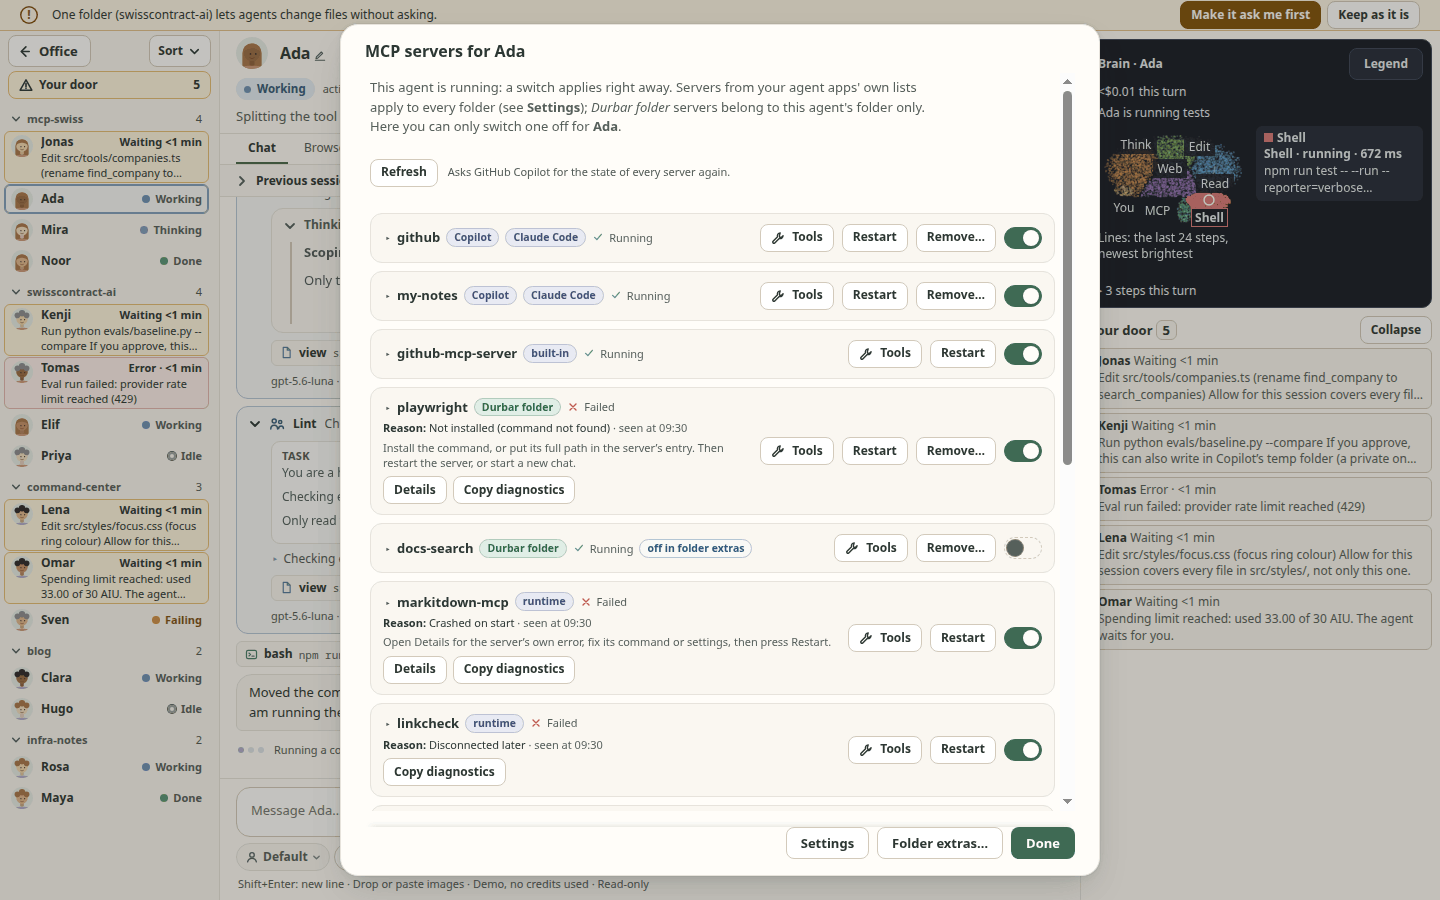 One folder (swisscontract-ai) lets agents change files without asking.
Make it ask me first
Keep as it is
Office
Sort
Your door 5
mcp-swiss 4
Jonas Waiting <1 min
Edit src/tools/companies.ts
(rename find_company to...
Ada Working
Mira Thinking
Noor Done
swisscontract-ai 4
Kenji Waiting <1 min
Run python evals/baseline.py --
compare If you approve, this...
Tomas Error · <1 min
Eval run failed: provider rate
limit reached (429)
Elif Working
Priya Idle
command-center 3
Lena Waiting <1 min
Edit src/styles/focus.css (focus
ring colour) Allow for this...
Omar Waiting <1 min
Spending limit reached: used
33.00 of 30 AIU. The agent...
Sven Failing
blog 2
Clara Working
Hugo Idle
infra-notes 2
Rosa Working
Maya Done
Ada
Working
Splitting the tool
Chat
Previous
Only t
view
gpt-5.6-luna ·
Lint
TASK
You are a
Checking
Only read
Checking
view
gpt-5.6-luna ·
bash npm
Moved the
am running the
Running a
Message Ada..
Default
Shift+Enter: new line · Drop or paste images · Demo, no credits used · Read-only
MCP servers for Ada
This agent is running: a switch applies right away. Servers from your agent apps' own lists
apply to every folder (see Settings); Durbar folder servers belong to this agent's folder only.
Here you can only switch one off for Ada.
Refresh
Asks GitHub Copilot for the state of every server again.
github Copilot Claude Code Running Tools Restart Remove...
my-notes Copilot Claude Code Running Tools Restart Remove...
github-mcp-server built-in Running Tools Restart
playwright Durbar folder Failed
Reason: Not installed (command not found) · seen at 09:30
Install the command, or put its full path in the server's entry. Then
restart the server, or start a new chat.
Tools Restart Remove...
Details Copy diagnostics
docs-search Durbar folder Running off in folder extras Tools Remove...
markitdown-mcp runtime Failed
Reason: Crashed on start · seen at 09:30
Open Details for the server's own error, fix its command or settings, then press Restart.
Tools Restart
Details Copy diagnostics
linkcheck runtime Failed
Reason: Disconnected later · seen at 09:30
Tools Restart
Copy diagnostics
Settings
Folder extras...
Done
Brain · Ada
Legend
<$0.01 this turn
Ada is running tests
Think
Edit
Web
Read
You
MCP
Shell
Shell
Shell · running · 672 ms
npm run test -- --run --
reporter=verbose...
Lines: the last 24 steps,
newest brightest
· 3 steps this turn
our door 5
Collapse
Jonas Waiting <1 min
Edit src/tools/companies.ts (rename find_company to
search_companies) Allow for this session covers every fil...
Kenji Waiting <1 min
Run python evals/baseline.py --compare If you approve,
this can also write in Copilot's temp folder (a private on...
Tomas Error · <1 min
Eval run failed: provider rate limit reached (429)
Lena Waiting <1 min
Edit src/styles/focus.css (focus ring colour) Allow for this
session covers every file in src/styles/, not only this one.
Omar Waiting <1 min
Spending limit reached: used 33.00 of 30 AIU. The agent
waits for you.